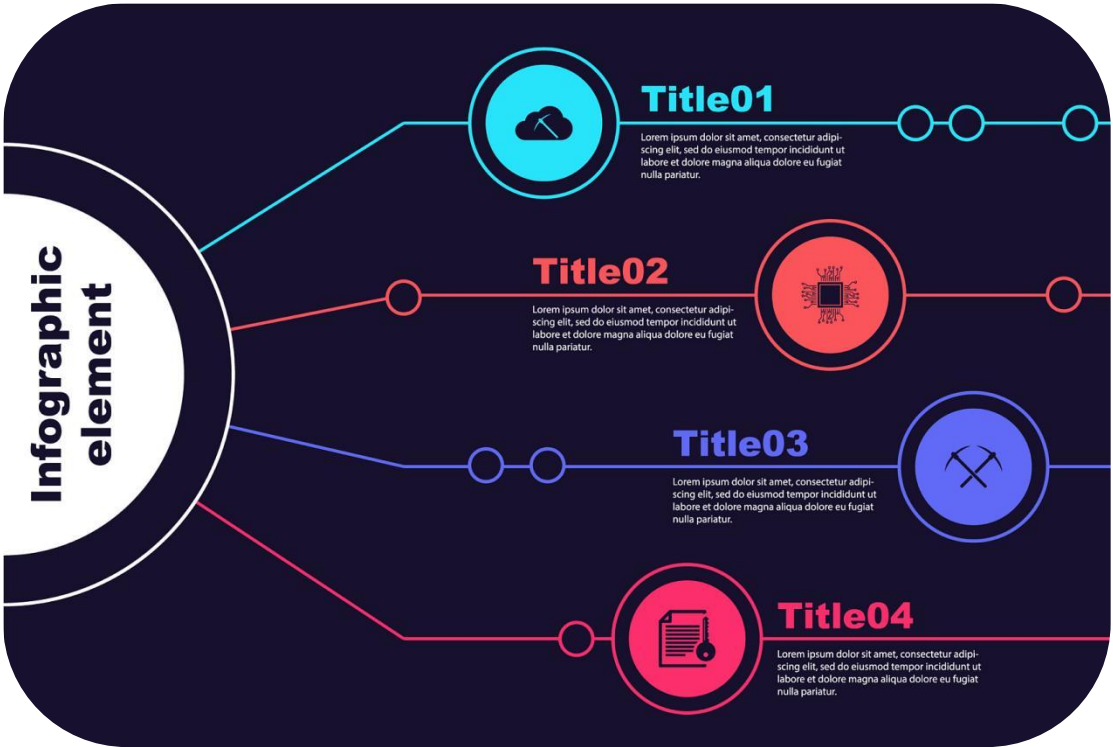 Infographic
element
Title01
Lorem ipsum dolor sit amet, consectetur adipi-
scing elit, sed do eiusmod tempor incididunt ut
labore et dolore magna aliqua dolore eu fugiat
nulla pariatur.
Title02
Lorem ipsum dolor sit amet, consectetur adipi-
scing elit, sed do eiusmod tempor incididunt ut
labore et dolore magna aliqua dolore eu fugiat
nulla pariatur.
Title03
Lorem ipsum dolor sit amet, consectetur adipi-
scing elit, sed do eiusmod tempor incididunt ut
labore et dolore magna aliqua dolore eu fugiat
nulla pariatur.
Title04
Lorem ipsum dolor sit amet, consectetur adipi-
scing elit, sed do eiusmod tempor incididunt ut
labore et dolore magna aliqua dolore eu fugiat
nulla pariatur.